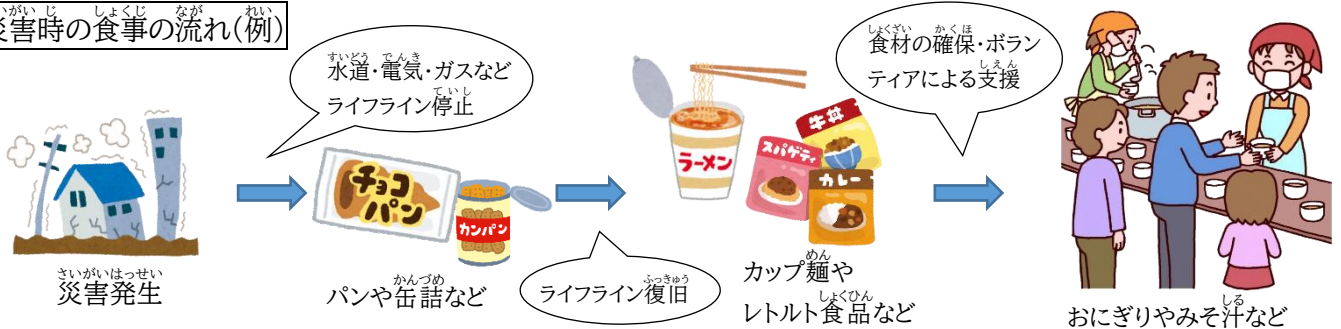 災害時の食事の流れ(例)
水道・電気・ガスなど
ライフライン停止
食材の確保・ボラン
ティアによる支援
チョコ
パン
カンパン
ラーメン
スパゲティ
牛丼
カレー
災害発生
パンや缶詰など
ライフライン復旧
カップ麺や
レトルト食品など
おにぎりやみそ汁など